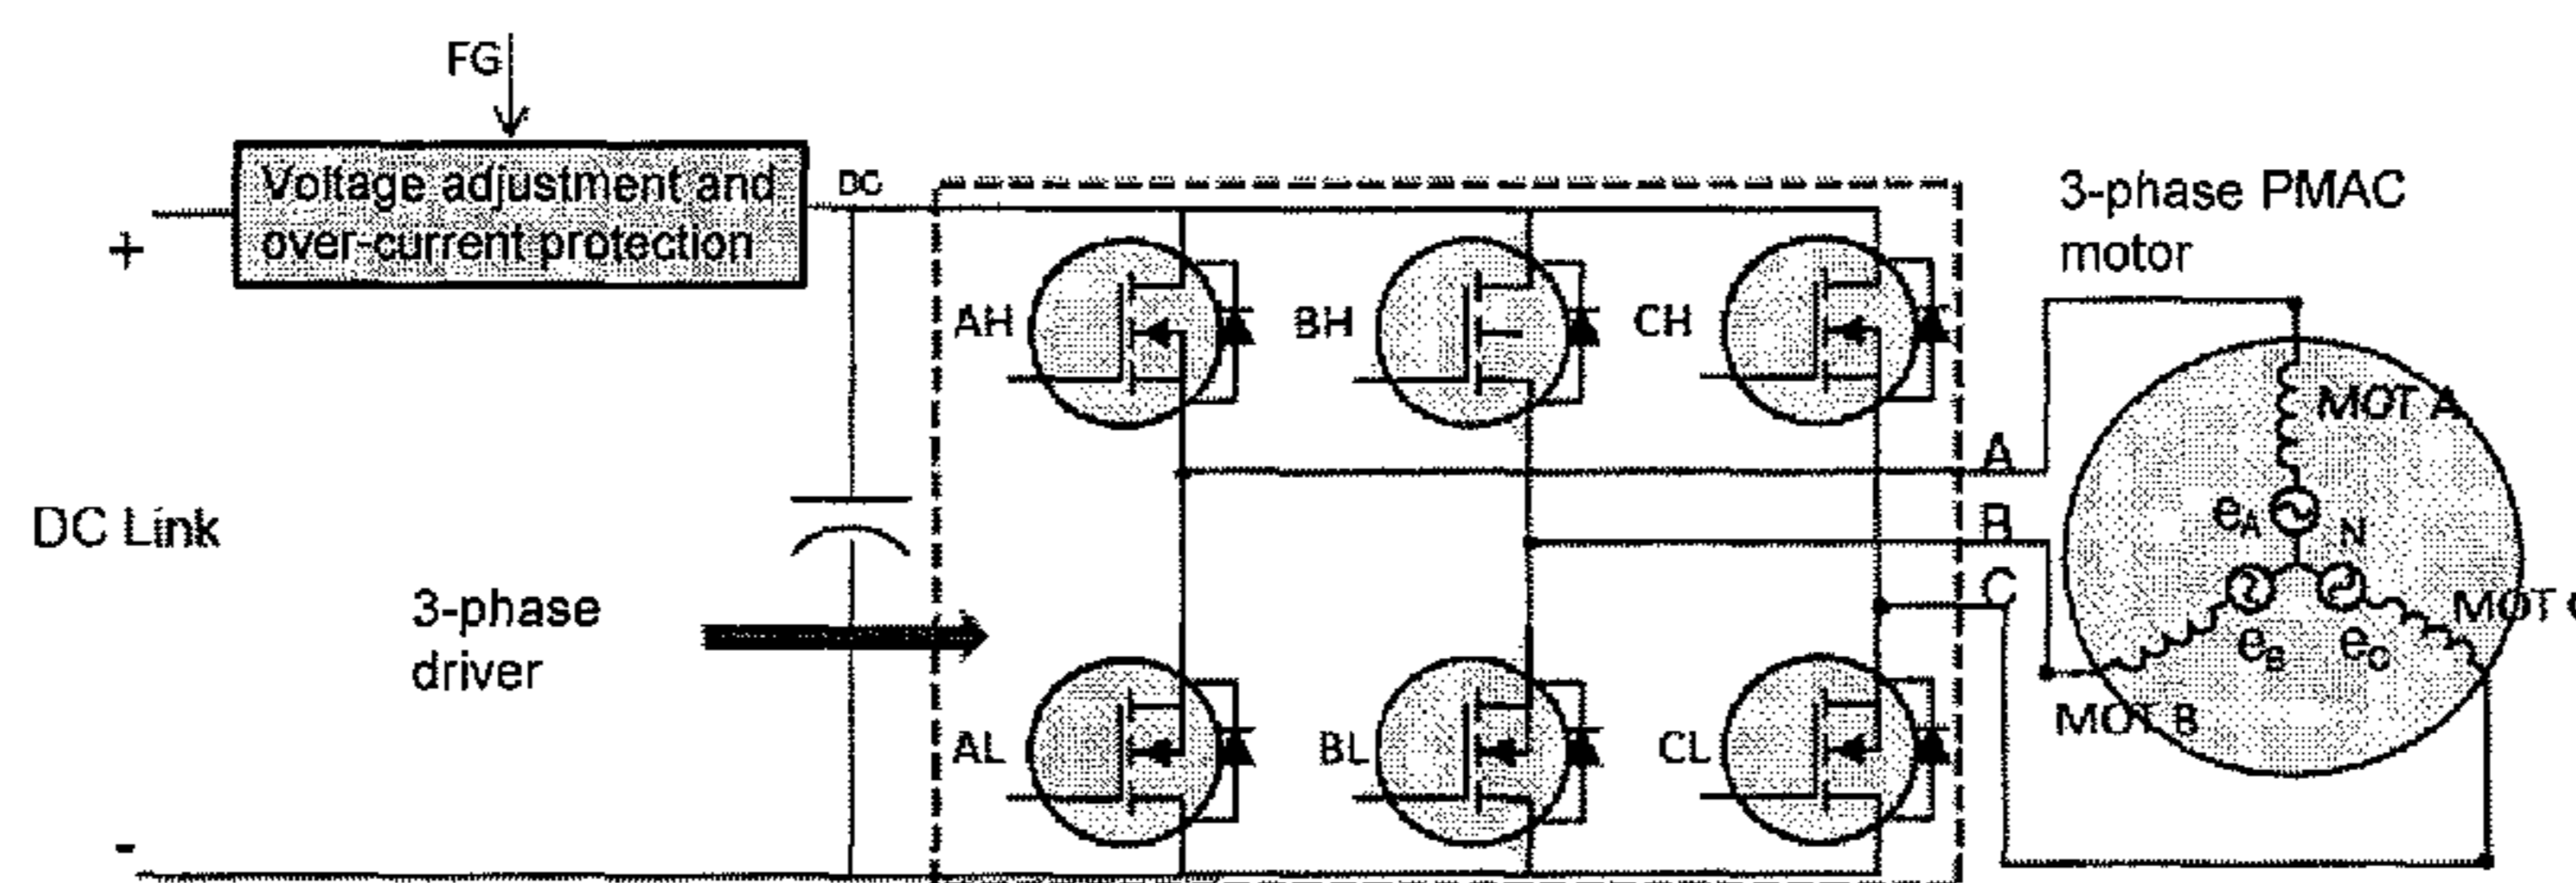 FG
Voltage adjustment and
over-current protection
+
DC
3-phase PMAC
motor
AH
BH
CH
MOT A
A
B
C
eA
N
DC Link
3-phase
driver
eB
eC
MOT C
MOT B
AL
BL
CL
-